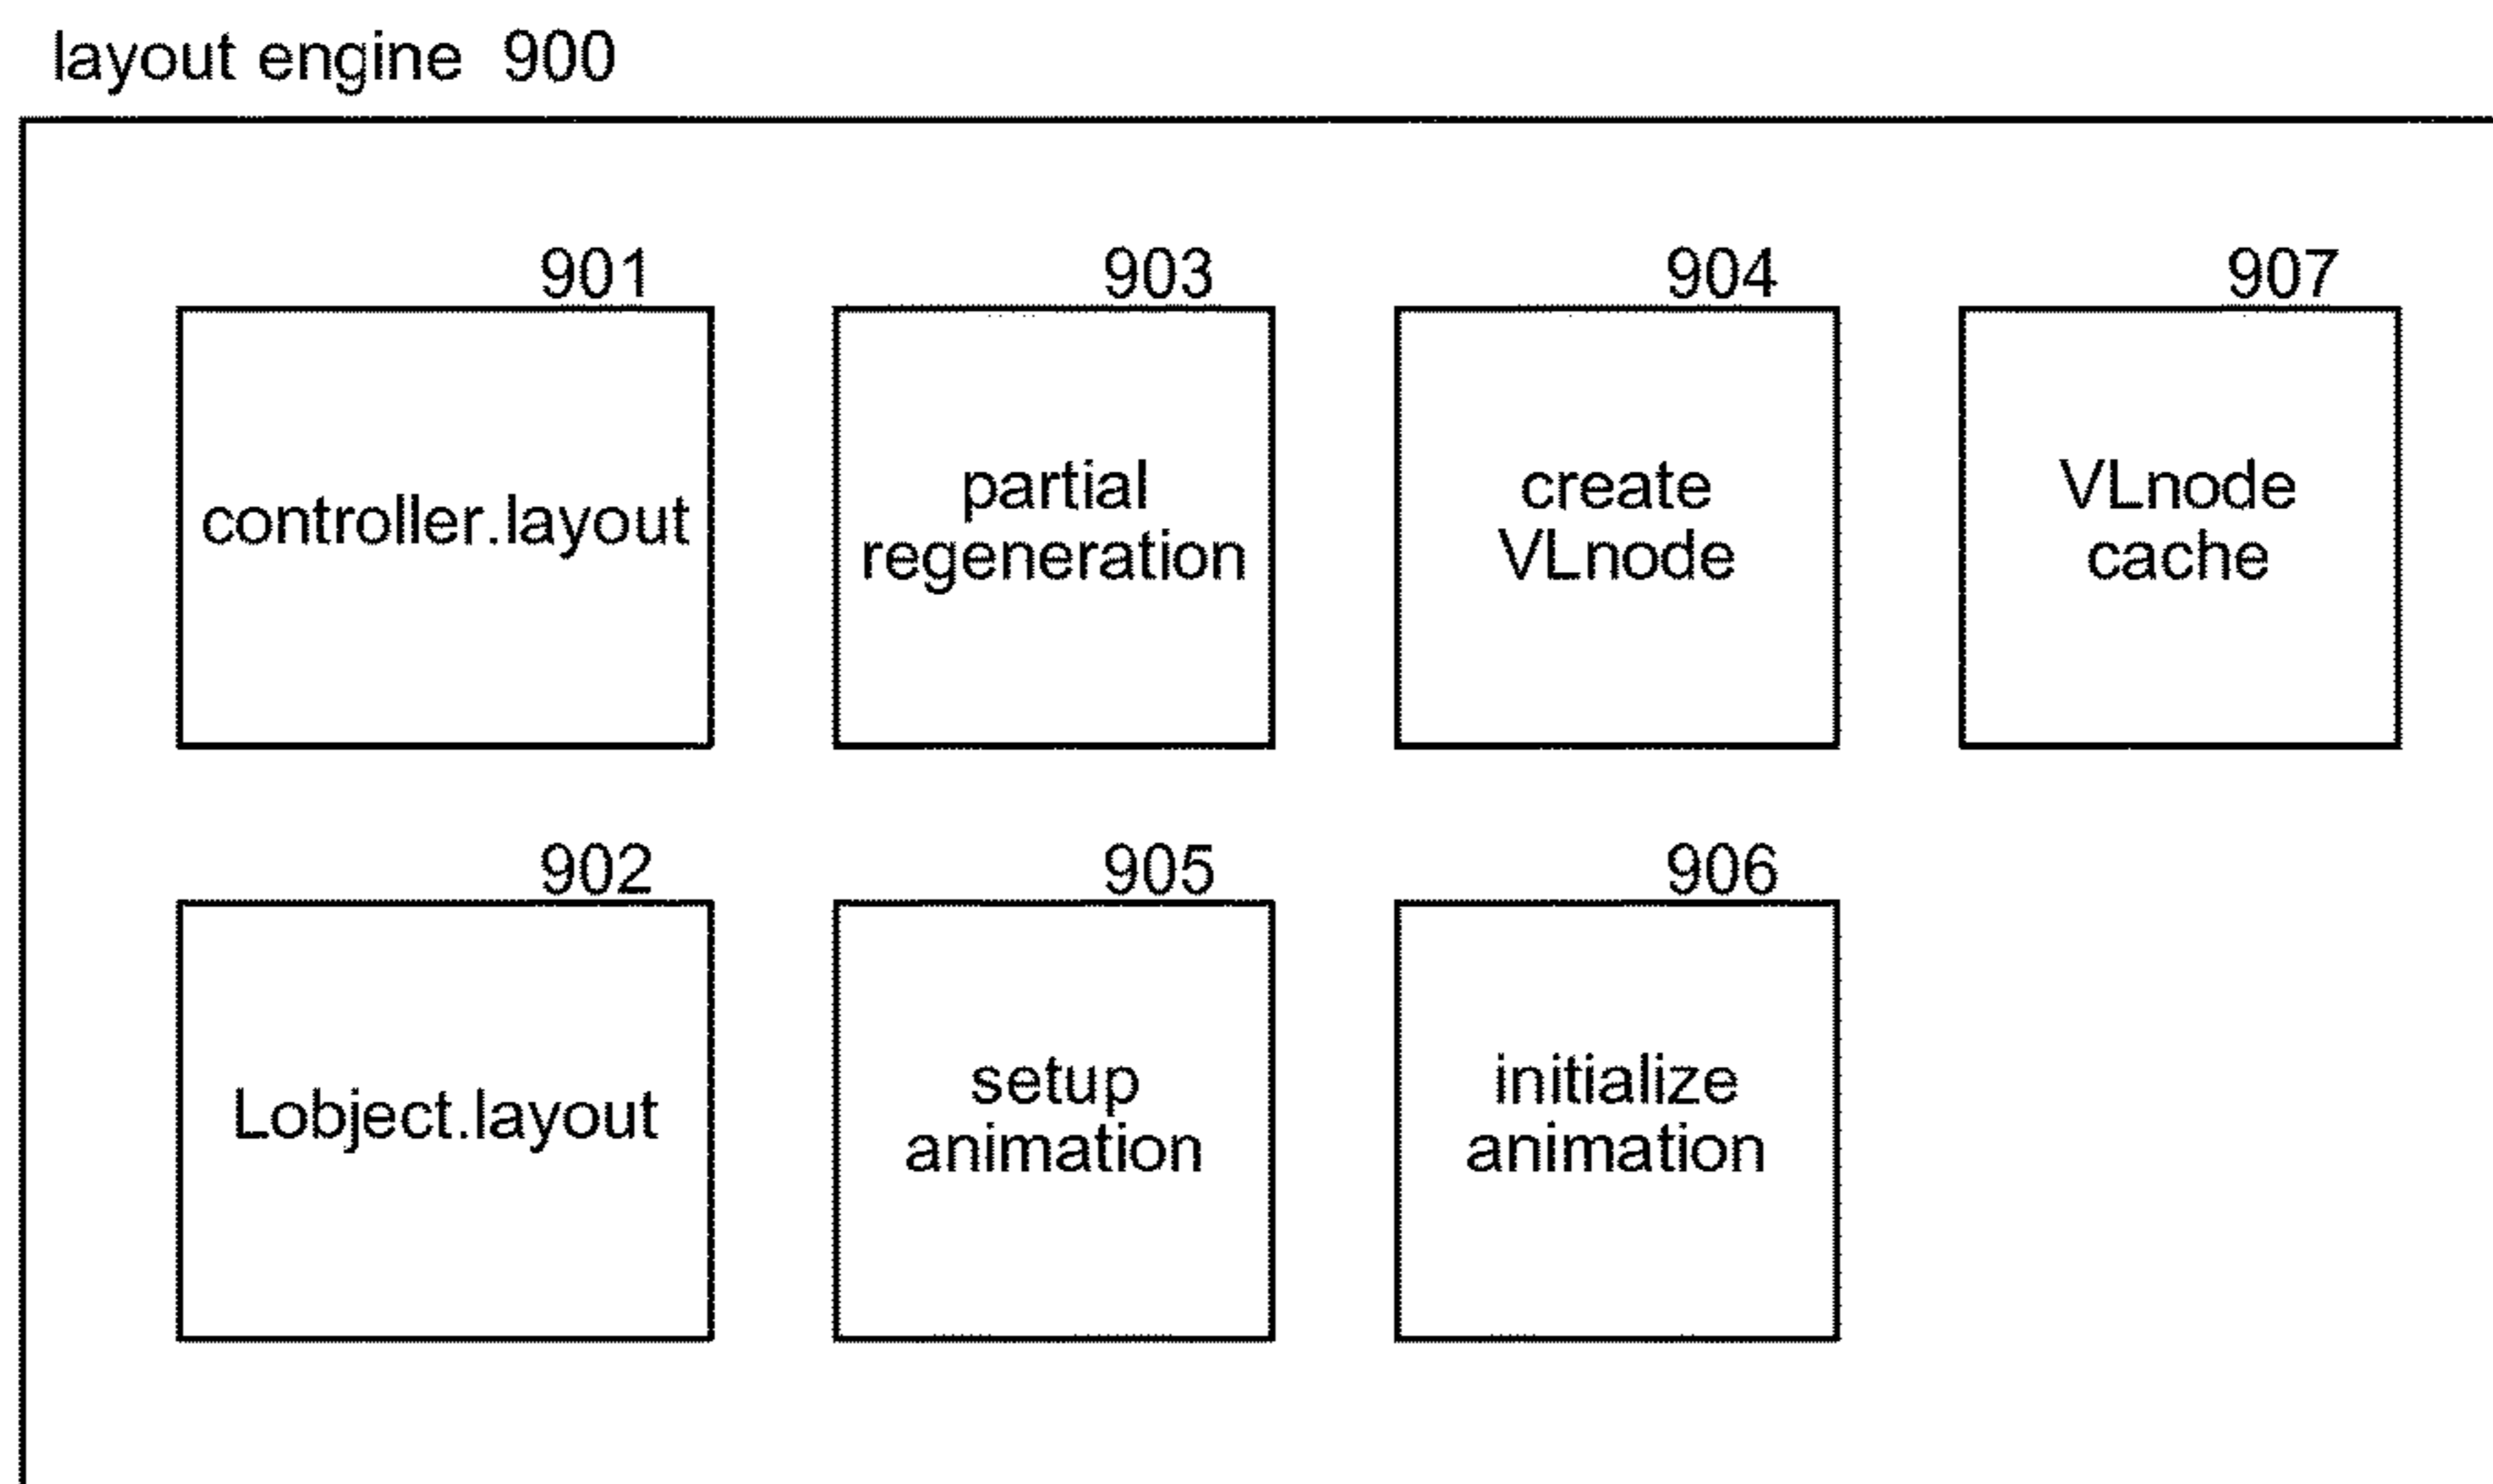 layout engine 900
901
controller.layout
903
partial
regeneration
904
create
VLnode
907
VLnode
cache
902
Lobject.layout
905
setup
animation
906
initialize
animation